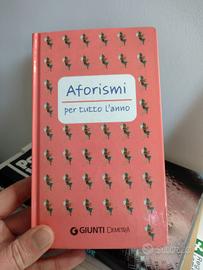 Aforismi
per tutto l'anno
GIUNTI DEMETRA